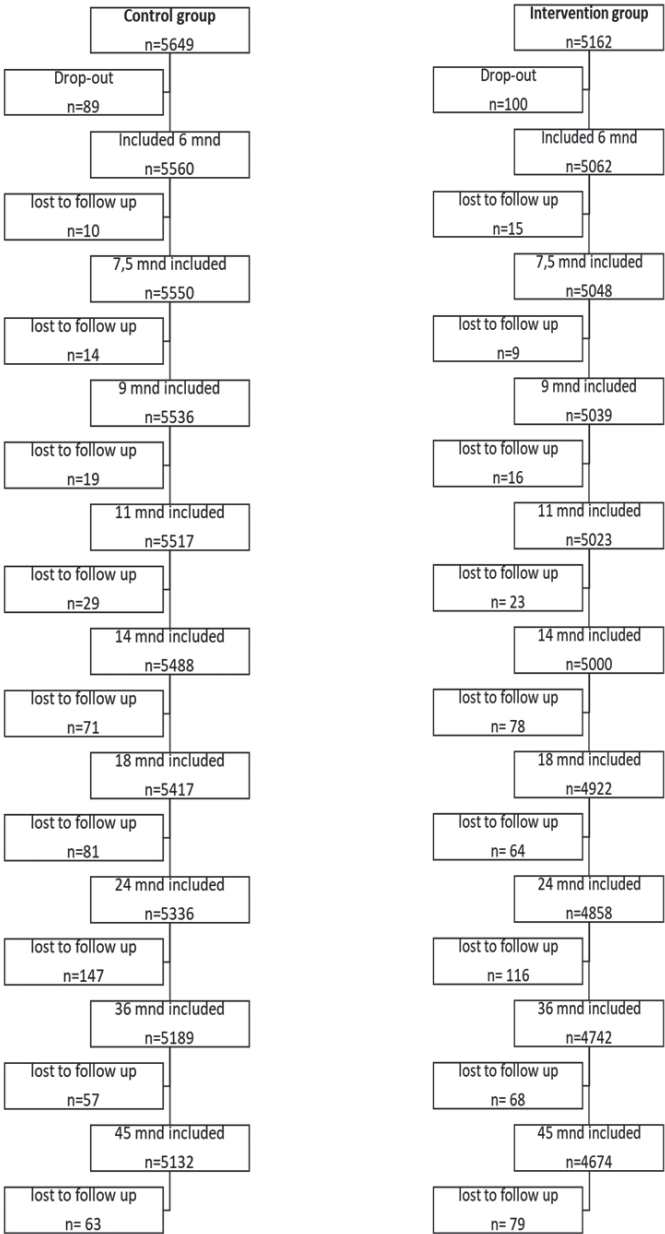 Control group
n=5649
Drop-out
n=89
Included 6 mnd
n=5560
lost to follow up
n=10
7,5 mnd included
n=5550
lost to follow up
n=14
9 mnd included
n=5536
lost to follow up
n=19
11 mnd included
n=5517
lost to follow up
n=29
14 mnd included
n=5488
lost to follow up
n=71
18 mnd included
n=5417
lost to follow up
n=81
24 mnd included
n=5336
lost to follow up
n=147
36 mnd included
n=5189
lost to follow up
n=57
45 mnd included
n=5132
lost to follow up
n= 63
Intervention group
n=5162
Drop-out
n=100
Included 6 mnd
n=5062
lost to follow up
n=15
7,5 mnd included
n=5048
lost to follow up
n=9
9 mnd included
n=5039
lost to follow up
n=16
11 mnd included
n=5023
lost to follow up
n= 23
14 mnd included
n=5000
lost to follow up
n= 78
18 mnd included
n=4922
lost to follow up
n= 64
24 mnd included
n=4858
lost to follow up
n= 116
36 mnd included
n=4742
lost to follow up
n= 68
45 mnd included
n=4674
lost to follow up
n= 79